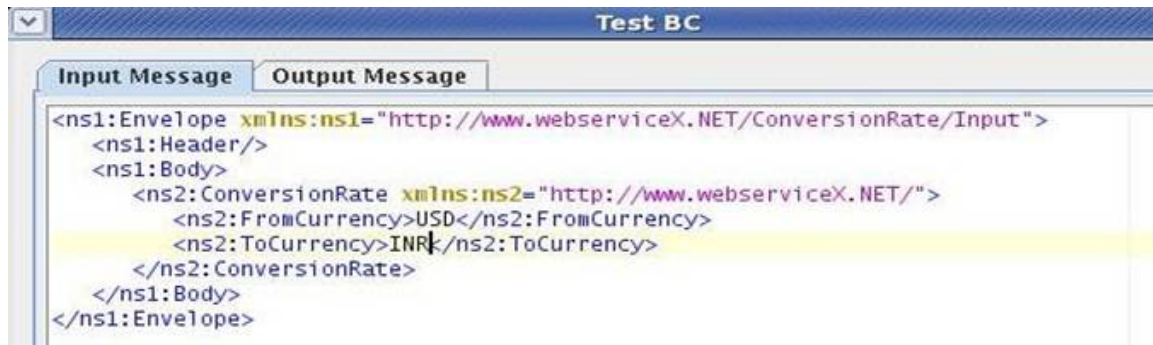 Test BC
Input Message Output Message
<ns1:Envelope xmlns:ns1="http://www.webserviceX.NET/ConversionRate/Input">
<ns1:Header/>
<ns1:Body>
<ns2:ConversionRate xmlns:ns2="http://www.webserviceX.NET/">
<ns2:FromCurrency>USD</ns2:FromCurrency>
<ns2:ToCurrency>INR</ns2:ToCurrency>
</ns2:ConversionRate>
</ns1:Body>
</ns1:Envelope>